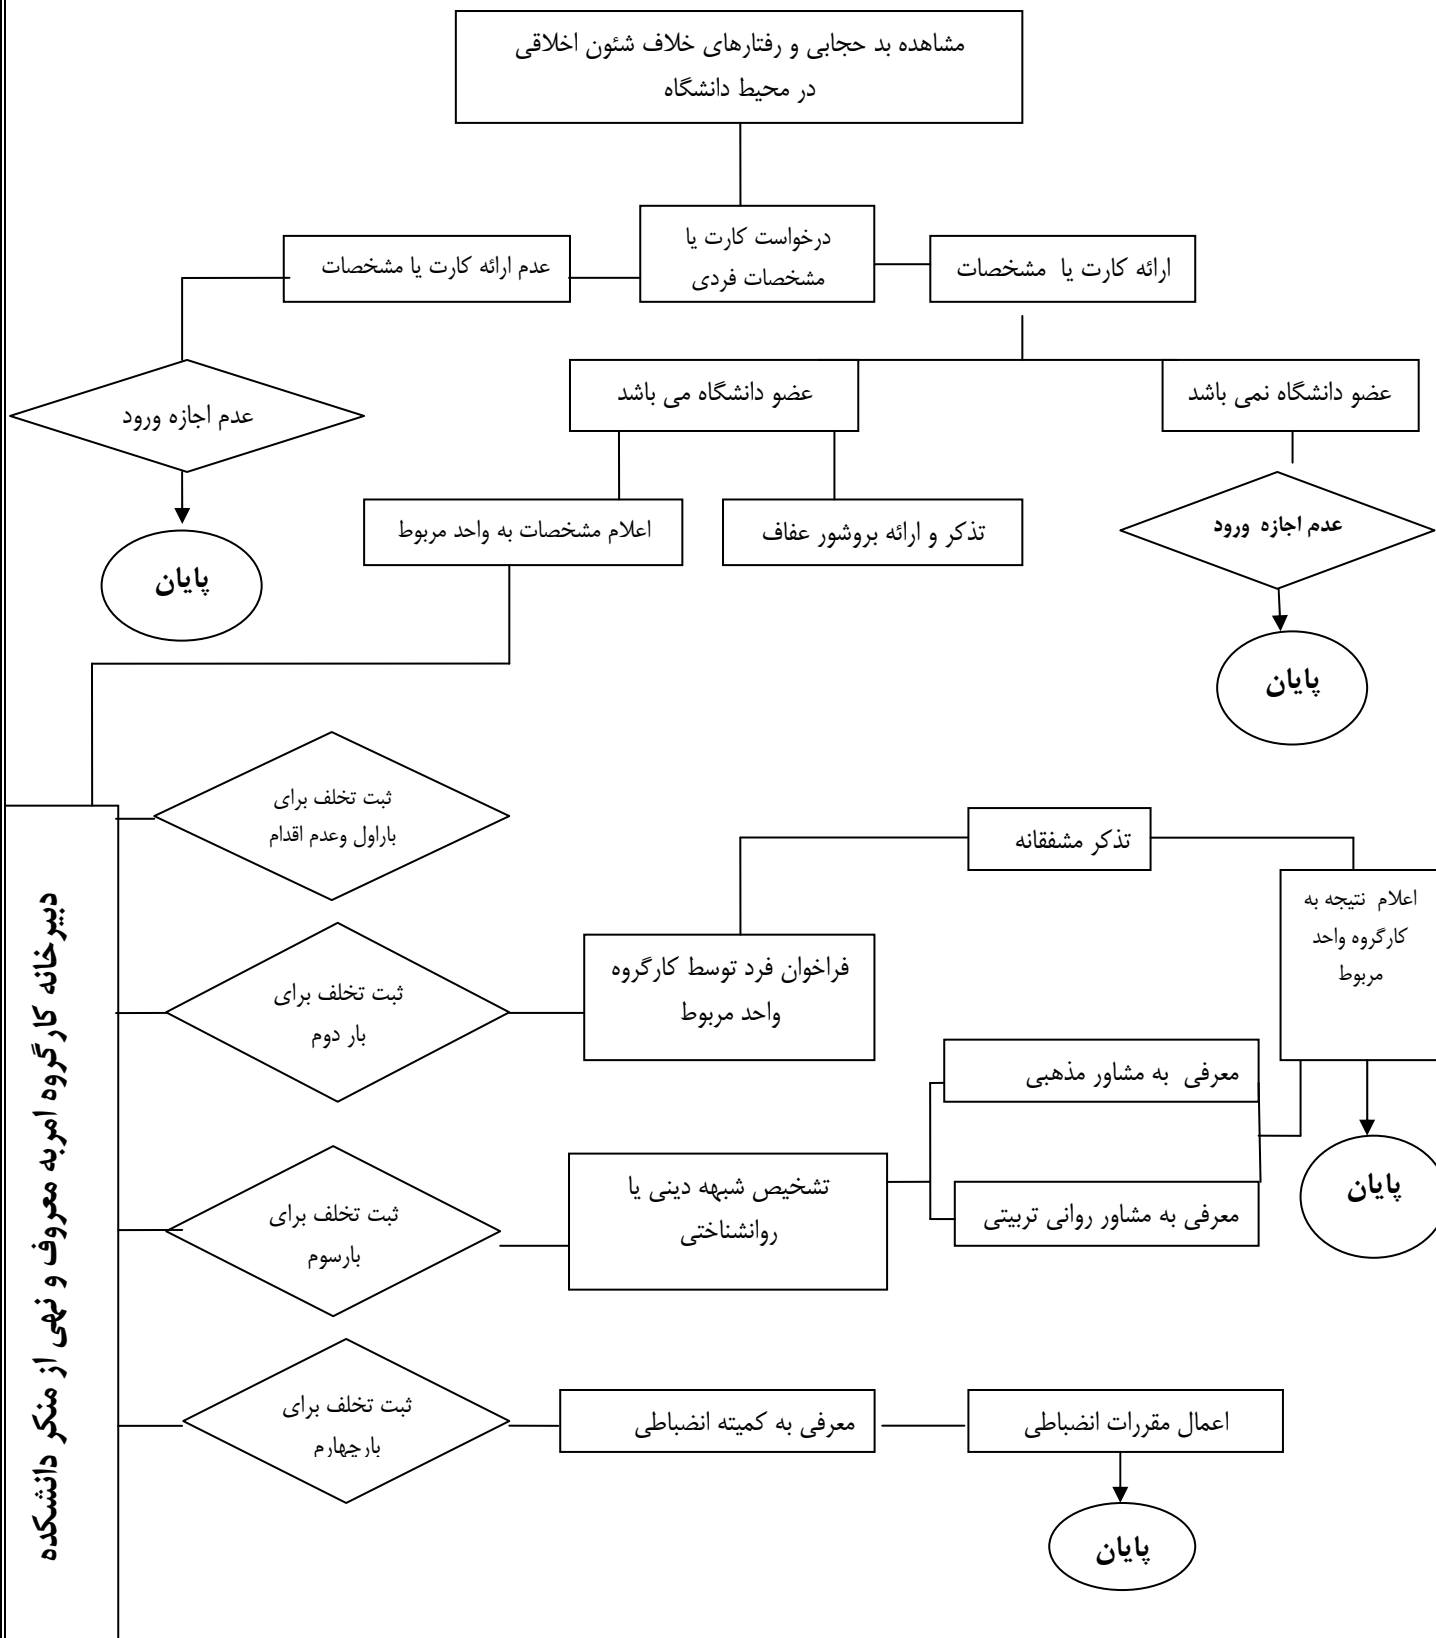 مشاهده بد حجابی و رفتارهای خلاف شئون اخلاقی
در محیط دانشگاه
درخواست کارت یا
مشخصات فردی
ارائه کارت یا مشخصات
عدم ارائه کارت یا مشخصات
عضو دانشگاه نمی باشد
عضو دانشگاه می باشد
عدم اجازه ورود
عدم اجازه ورود
تذکر و ارائه بروشور عفاف
اعلام مشخصات به واحد مربوط
پایان
پایان
ثبت تخلف برای
باراول وعدم اقدام
تذکر مشفقانه
اعلام نتیجه به
کارگروه واحد
مربوط
فراخوان فرد توسط کارگروه
واحد مربوط
ثبت تخلف برای
بار دوم
معرفی به مشاور مذهبی
معرفی به مشاور روانی تربیتی
پایان
تشخیص شبهه دینی یا
روانشناختی
ثبت تخلف برای
بارسوم
ثبت تخلف برای
بارچهارم
معرفی به کمیته انضباطی
اعمال مقررات انضباطی
پایان
دبیرخانه کارگروه امربه معروف و نهی از منکر دانشکده